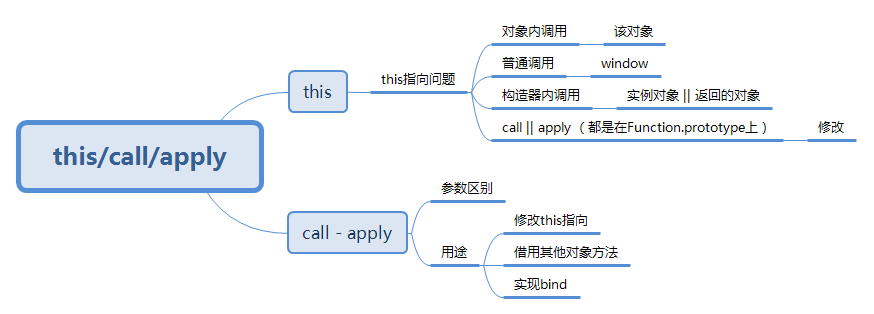 this/call/apply
this
this指向问题
对象内调用
该对象
普通调用
window
构造器内调用
实例对象 || 返回的对象
call || apply （都是在Function.prototype上）
修改
call - apply
参数区别
用途
修改this指向
借用其他对象方法
实现bind